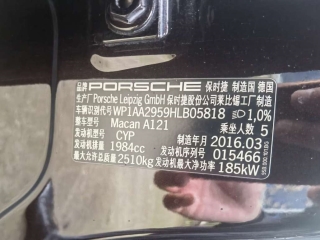 品牌 PORSCHE 保时捷 制造国 德国
生产厂 Porsche Leipzig GmbH 保时捷股份公司莱比锡工厂制造
车辆识别代号 WP1AA2959HLB05818 1,0%
整车型号 Macan A121 乘坐人数 5
发动机型号 CYP 制造年月 2016.03
发动机排量 1984cc 发动机序列号 015466
最大允许总质量 2510kg 发动机最大净功率 185kW